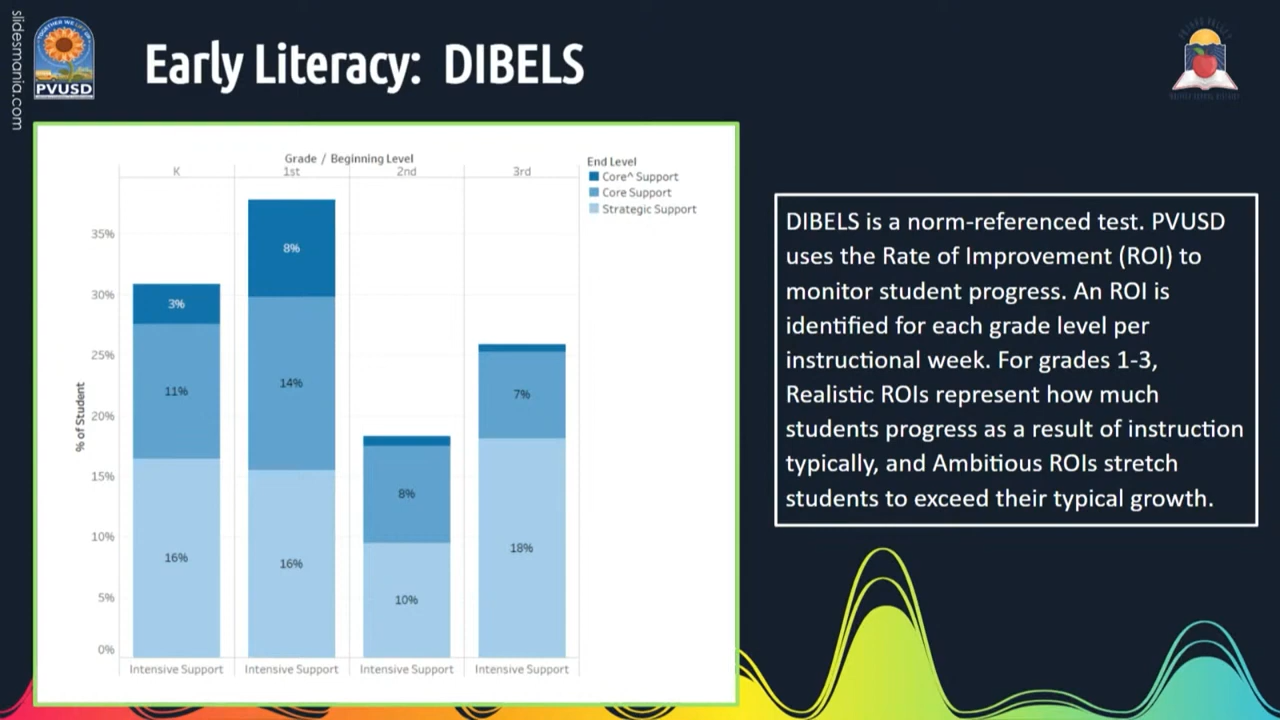 slidesmania.com
TOGETHER WE LIFT UP
PVUSD
Early Literacy: DIBELS
Grade / Beginning Level
K
1st
2nd
3rd
End Level
Core^ Support
Core Support
Strategic Support
% of Student
35%
30%
25%
20%
15%
10%
5%
0%
3%
11%
16%
8%
14%
16%
8%
10%
7%
18%
Intensive Support
Intensive Support
Intensive Support
Intensive Support
DIBELS is a norm-referenced test. PVUSD
uses the Rate of Improvement (ROI) to
monitor student progress. An ROI is
identified for each grade level per
instructional week. For grades 1-3,
Realistic ROIs represent how much
students progress as a result of instruction
typically, and Ambitious ROIs stretch
students to exceed their typical growth.